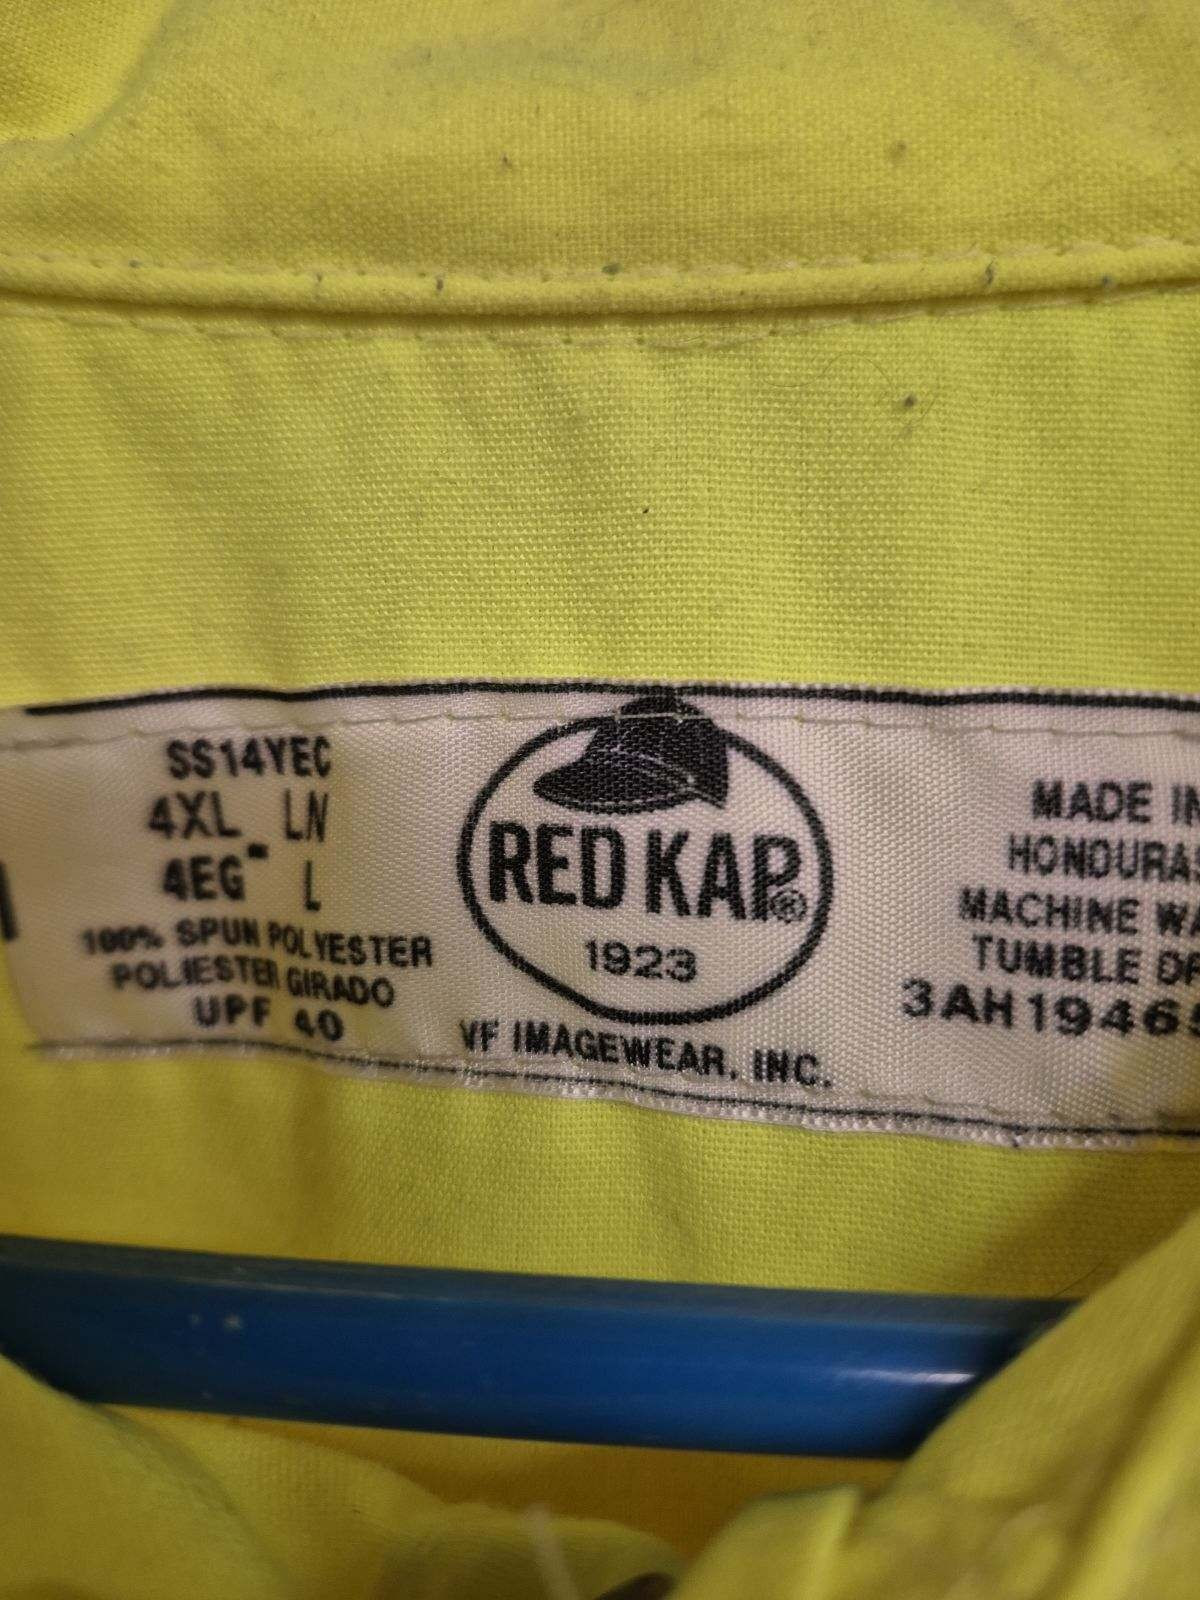 SS14YEC
4XL LN
4EG L
100% SPUN POLYESTER
POLIESTER GIRADO
UPF 40
RED KAP®
1923
VF IMAGEWEAR, INC.
MADE IN
HONDURAS
MACHINE WA
TUMBLE DR
3AH1946